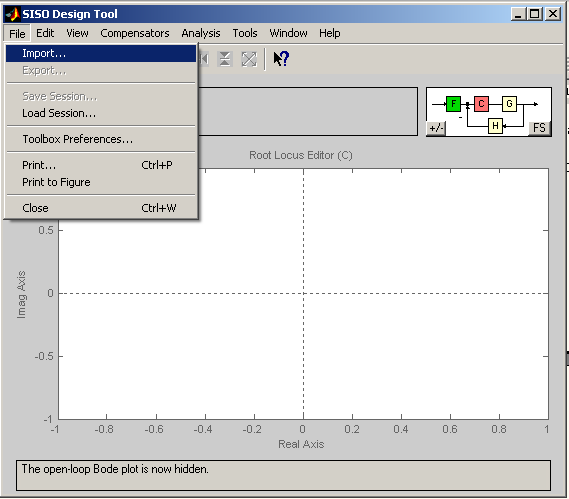 SISO Design Tool
File Edit View Compensators Analysis Tools Window Help
Import...
Export...
Save Session...
Load Session...
Toolbox Preferences...
Print... Ctrl+P
Print to Figure
Close Ctrl+W
F C G
H
+/- FS
Root Locus Editor (C)
0.5
0
-0.5
-1
Imag Axis
-1 -0.8 -0.6 -0.4 -0.2 0 0.2 0.4 0.6 0.8 1
Real Axis
The open-loop Bode plot is now hidden.